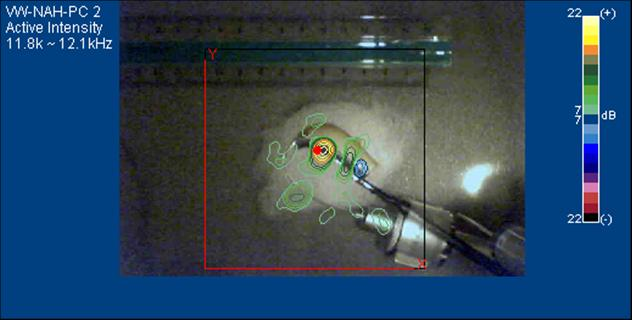 VW-NAH-PC 2
Active Intensity
11.8k ~ 12.1kHz
22 (+)
Y
7
7 dB
22 (-)
X